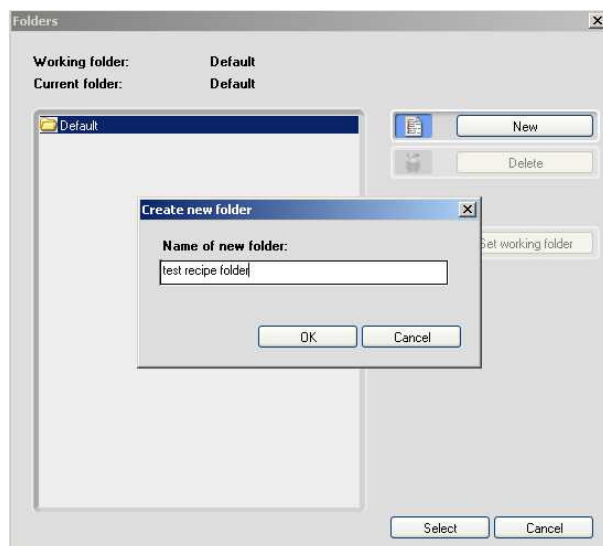 Folders
Working folder: Default
Current folder: Default
Default
New
Delete
Create new folder
Name of new folder:
Set working folder
test recipe folder
OK Cancel
Select Cancel